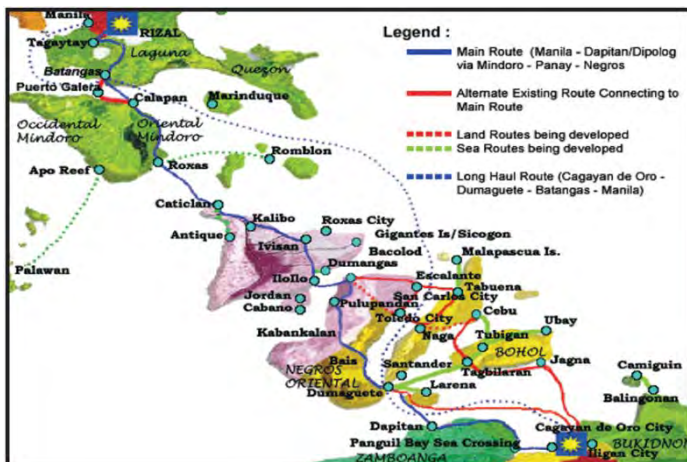 Manila
RIZAL
Tagaytay
Laguna
Batangas
Quezon
Puerto Galera
Calapan
Marinduque
Occidental
Mindoro
Oriental
Mindoro
Apo Reef
Roxas
Romblon
Caticlan
Kalibo
Roxas City
Antique
Ivisan
Gigantes Is/Sicogon
Bacolod
Malapascua Is.
Palawan
Dumangas
Iloilo
Escalante
Tabuena
Jordan
Pulupandan
San Carlos City
Cabano
Toledo City
Cebu
Kabankalan
Naga
Tubigan
Ubay
BOHOL
Bais
Santander
Tagbilaran
Jagna
Camiguin
NEGROS
ORIENTAL
Larena
Dumaguete
Balingonan
Dapitan
Cagayan de Oro City
Panguil Bay Sea Crossing
BUKIDNON
ZAMBOANGA
Iligan City
Legend :
Main Route (Manila - Dapitan/Dipolog
via Mindoro - Panay - Negros
Alternate Existing Route Connecting to
Main Route
Land Routes being developed
Sea Routes being developed
Long Haul Route (Cagayan de Oro -
Dumaguete - Batangas - Manila)